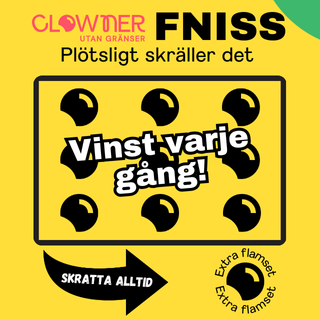 CLOWNER FNISS
UTAN GRÄNSER
Plötsligt skräller det
Vinst varje
gång!
SKRATTA ALLTID
Extra flamset
Extra flamset